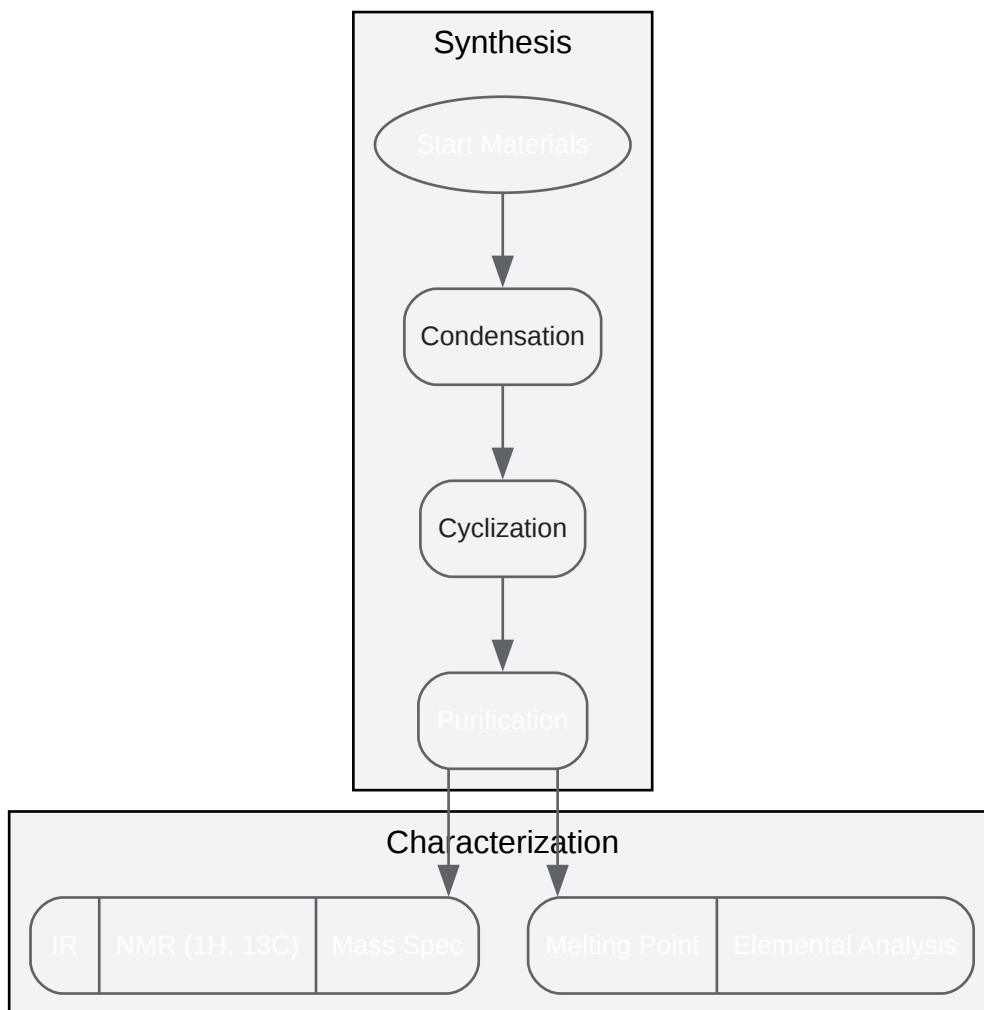 Synthesis
Start Materials
Condensation
Cyclization
Purification
Characterization
IR
NMR (1H, 13C)
Mass Spec
Melting Point
Elemental Analysis